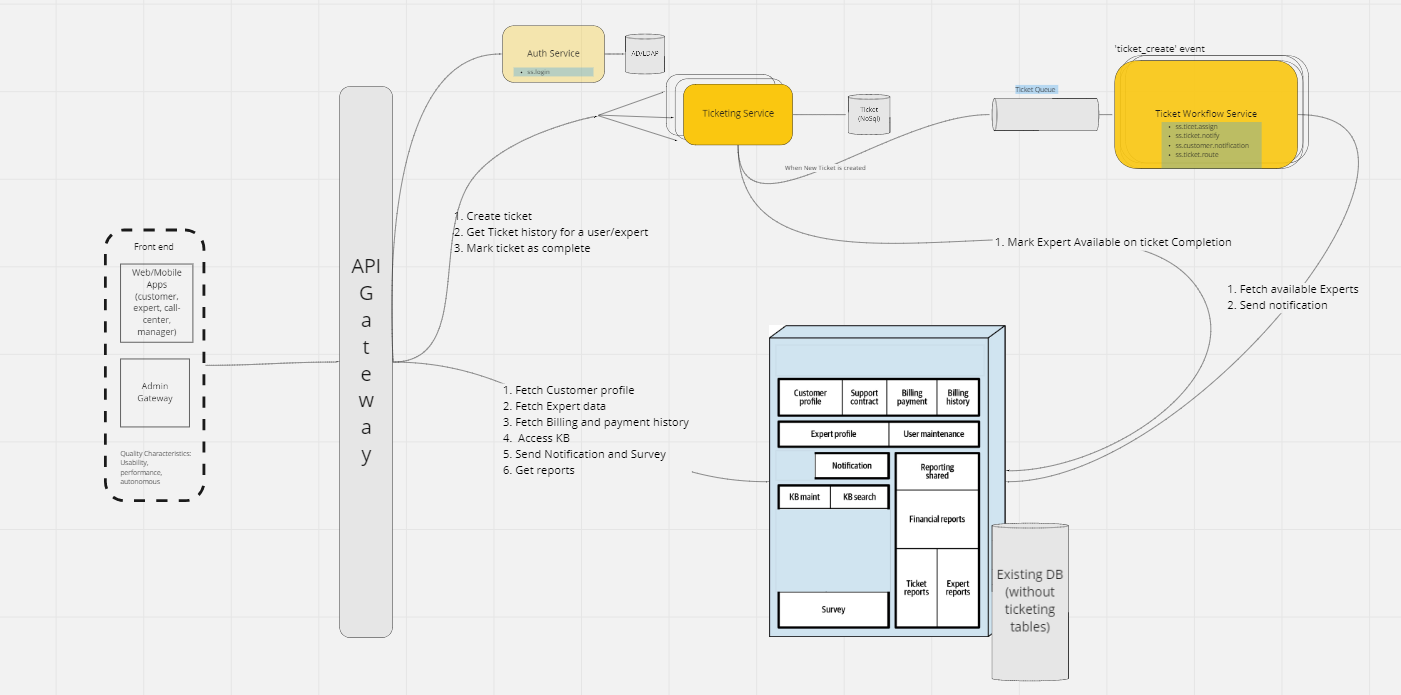 'ticket_create' event
Auth Service
ss.login
AD/LDAP
Ticketing Service
Ticket
(NoSql)
Ticket Queue
Ticket Workflow Service
ss.ticet.assign
ss.ticket.notify
ss.customer.notification
ss.ticket.route
When New Ticket is created
1. Create ticket
2. Get Ticket history for a user/expert
3. Mark ticket as complete
1. Mark Expert Available on ticket Completion
1. Fetch available Experts
2. Send notification
Front end
Web/Mobile
Apps
(customer,
expert, call-
center,
manager)
Admin
Gateway
Quality Characteristics:
Usability,
performance,
autonomous
API
G
a
t
e
w
a
y
1. Fetch Customer profile
2. Fetch Expert data
3. Fetch Billing and payment history
4. Access KB
5. Send Notification and Survey
6. Get reports
Customer
profile
Support
contract
Billing
payment
Billing
history
Expert profile
User maintenance
Notification
Reporting
shared
KB maint
KB search
Financial reports
Ticket
reports
Expert
reports
Survey
Existing DB
(without
ticketing
tables)